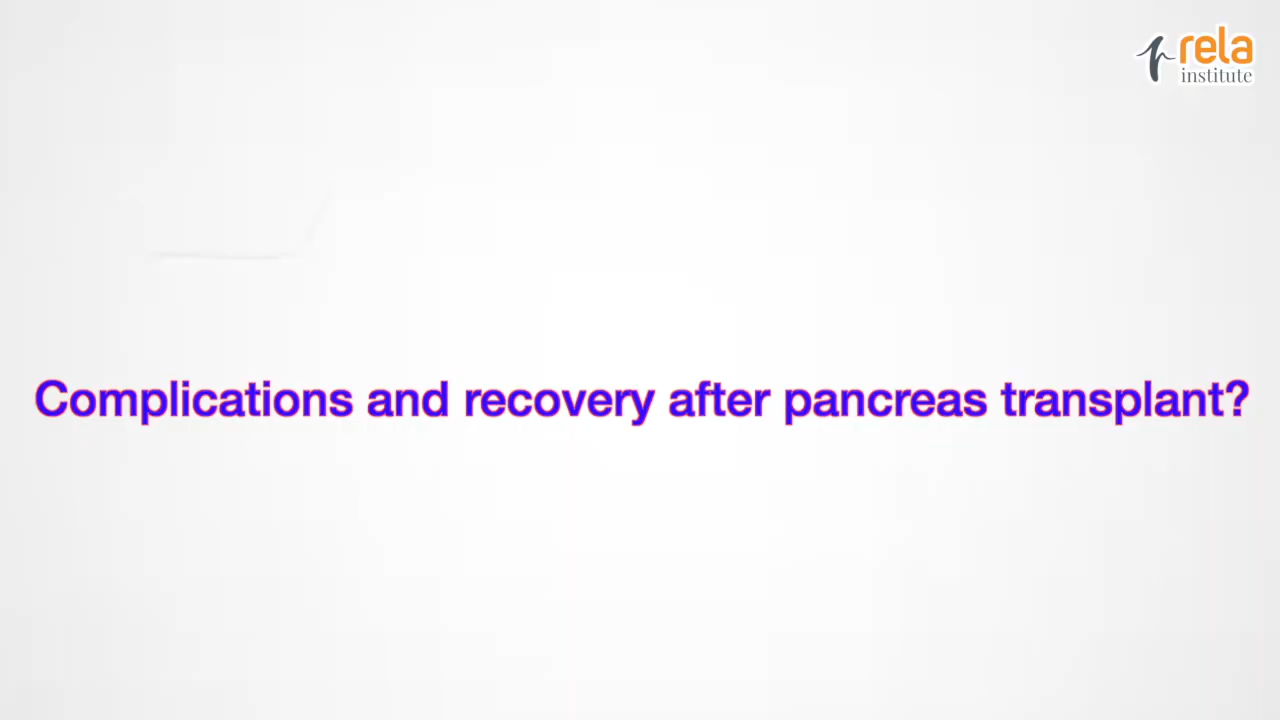 rela
institute
Complications and recovery after pancreas transplant?